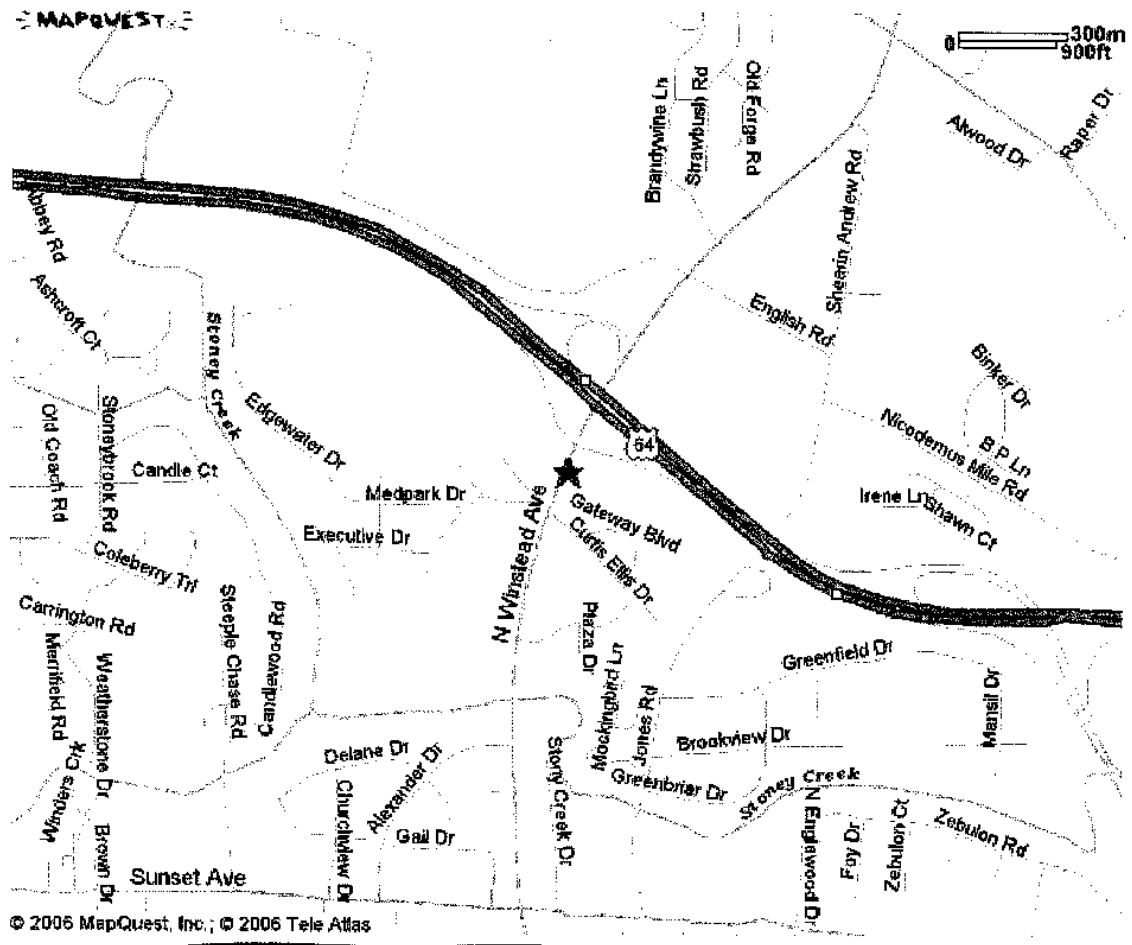 MAPQUEST
0 300m
900ft
Brandywine Ln
Strawbush Rd
Old Forge Rd
Atwood Dr
Raper Dr
Shearin Andrew Rd
English Rd
Abbey Rd
Ashcroft Ct
Stoney Creek
Edgewater Dr
Old Coach Rd
Stoneybrook Rd
Candle Ct
Medpark Dr
Executive Dr
64
N Winstead Ave
Gateway Blvd
Curtis Ellis Dr
Binker Dr
B P Ln
Nicodemus Mile Rd
Irene Ln
Shawn Ct
Coleberry Trl
Carrington Rd
Merrifield Rd
Weatherstone Dr
Steeple Chase Rd
Candlewood Rd
Plaza Dr
Mockingbird Ln
Jones Rd
Greenfield Dr
Mansil Dr
Brookview Dr
Greenbriar Dr
Stoney Creek
Winders Crk
Brown Dr
Delane Dr
Churchview Dr
Alexander Dr
Gail Dr
Stony Creek Dr
N Englewood Dr
Foy Dr
Zebulon Ct
Zebulon Rd
Sunset Ave
© 2006 MapQuest, Inc.; © 2006 Tele Atlas